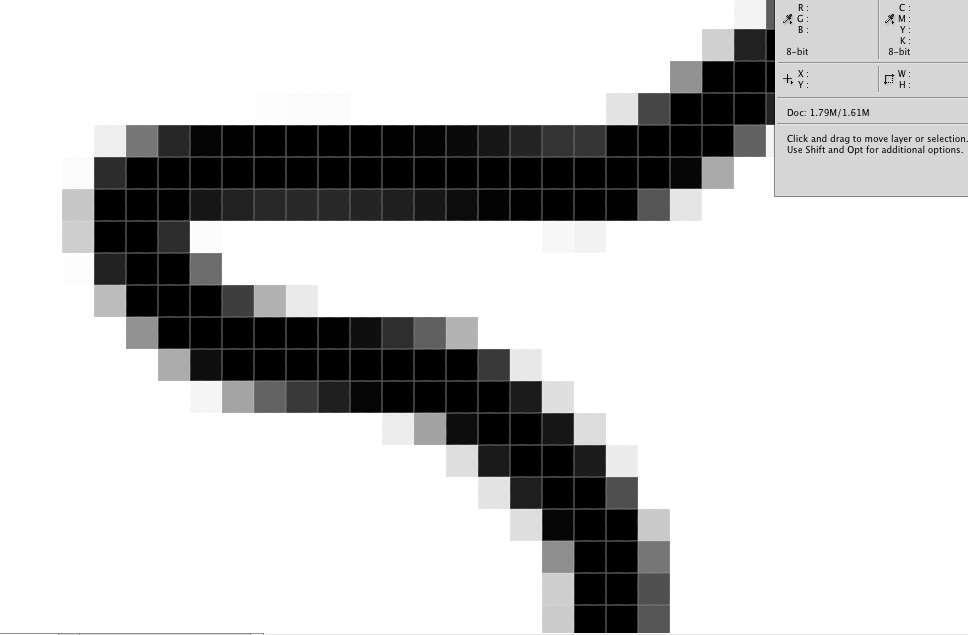 R : C :
G : M :
B : Y :
K :
8-bit 8-bit
X : W :
Y : H :
Doc: 1.79M/1.61M
Click and drag to move layer or selection.
Use Shift and Opt for additional options.